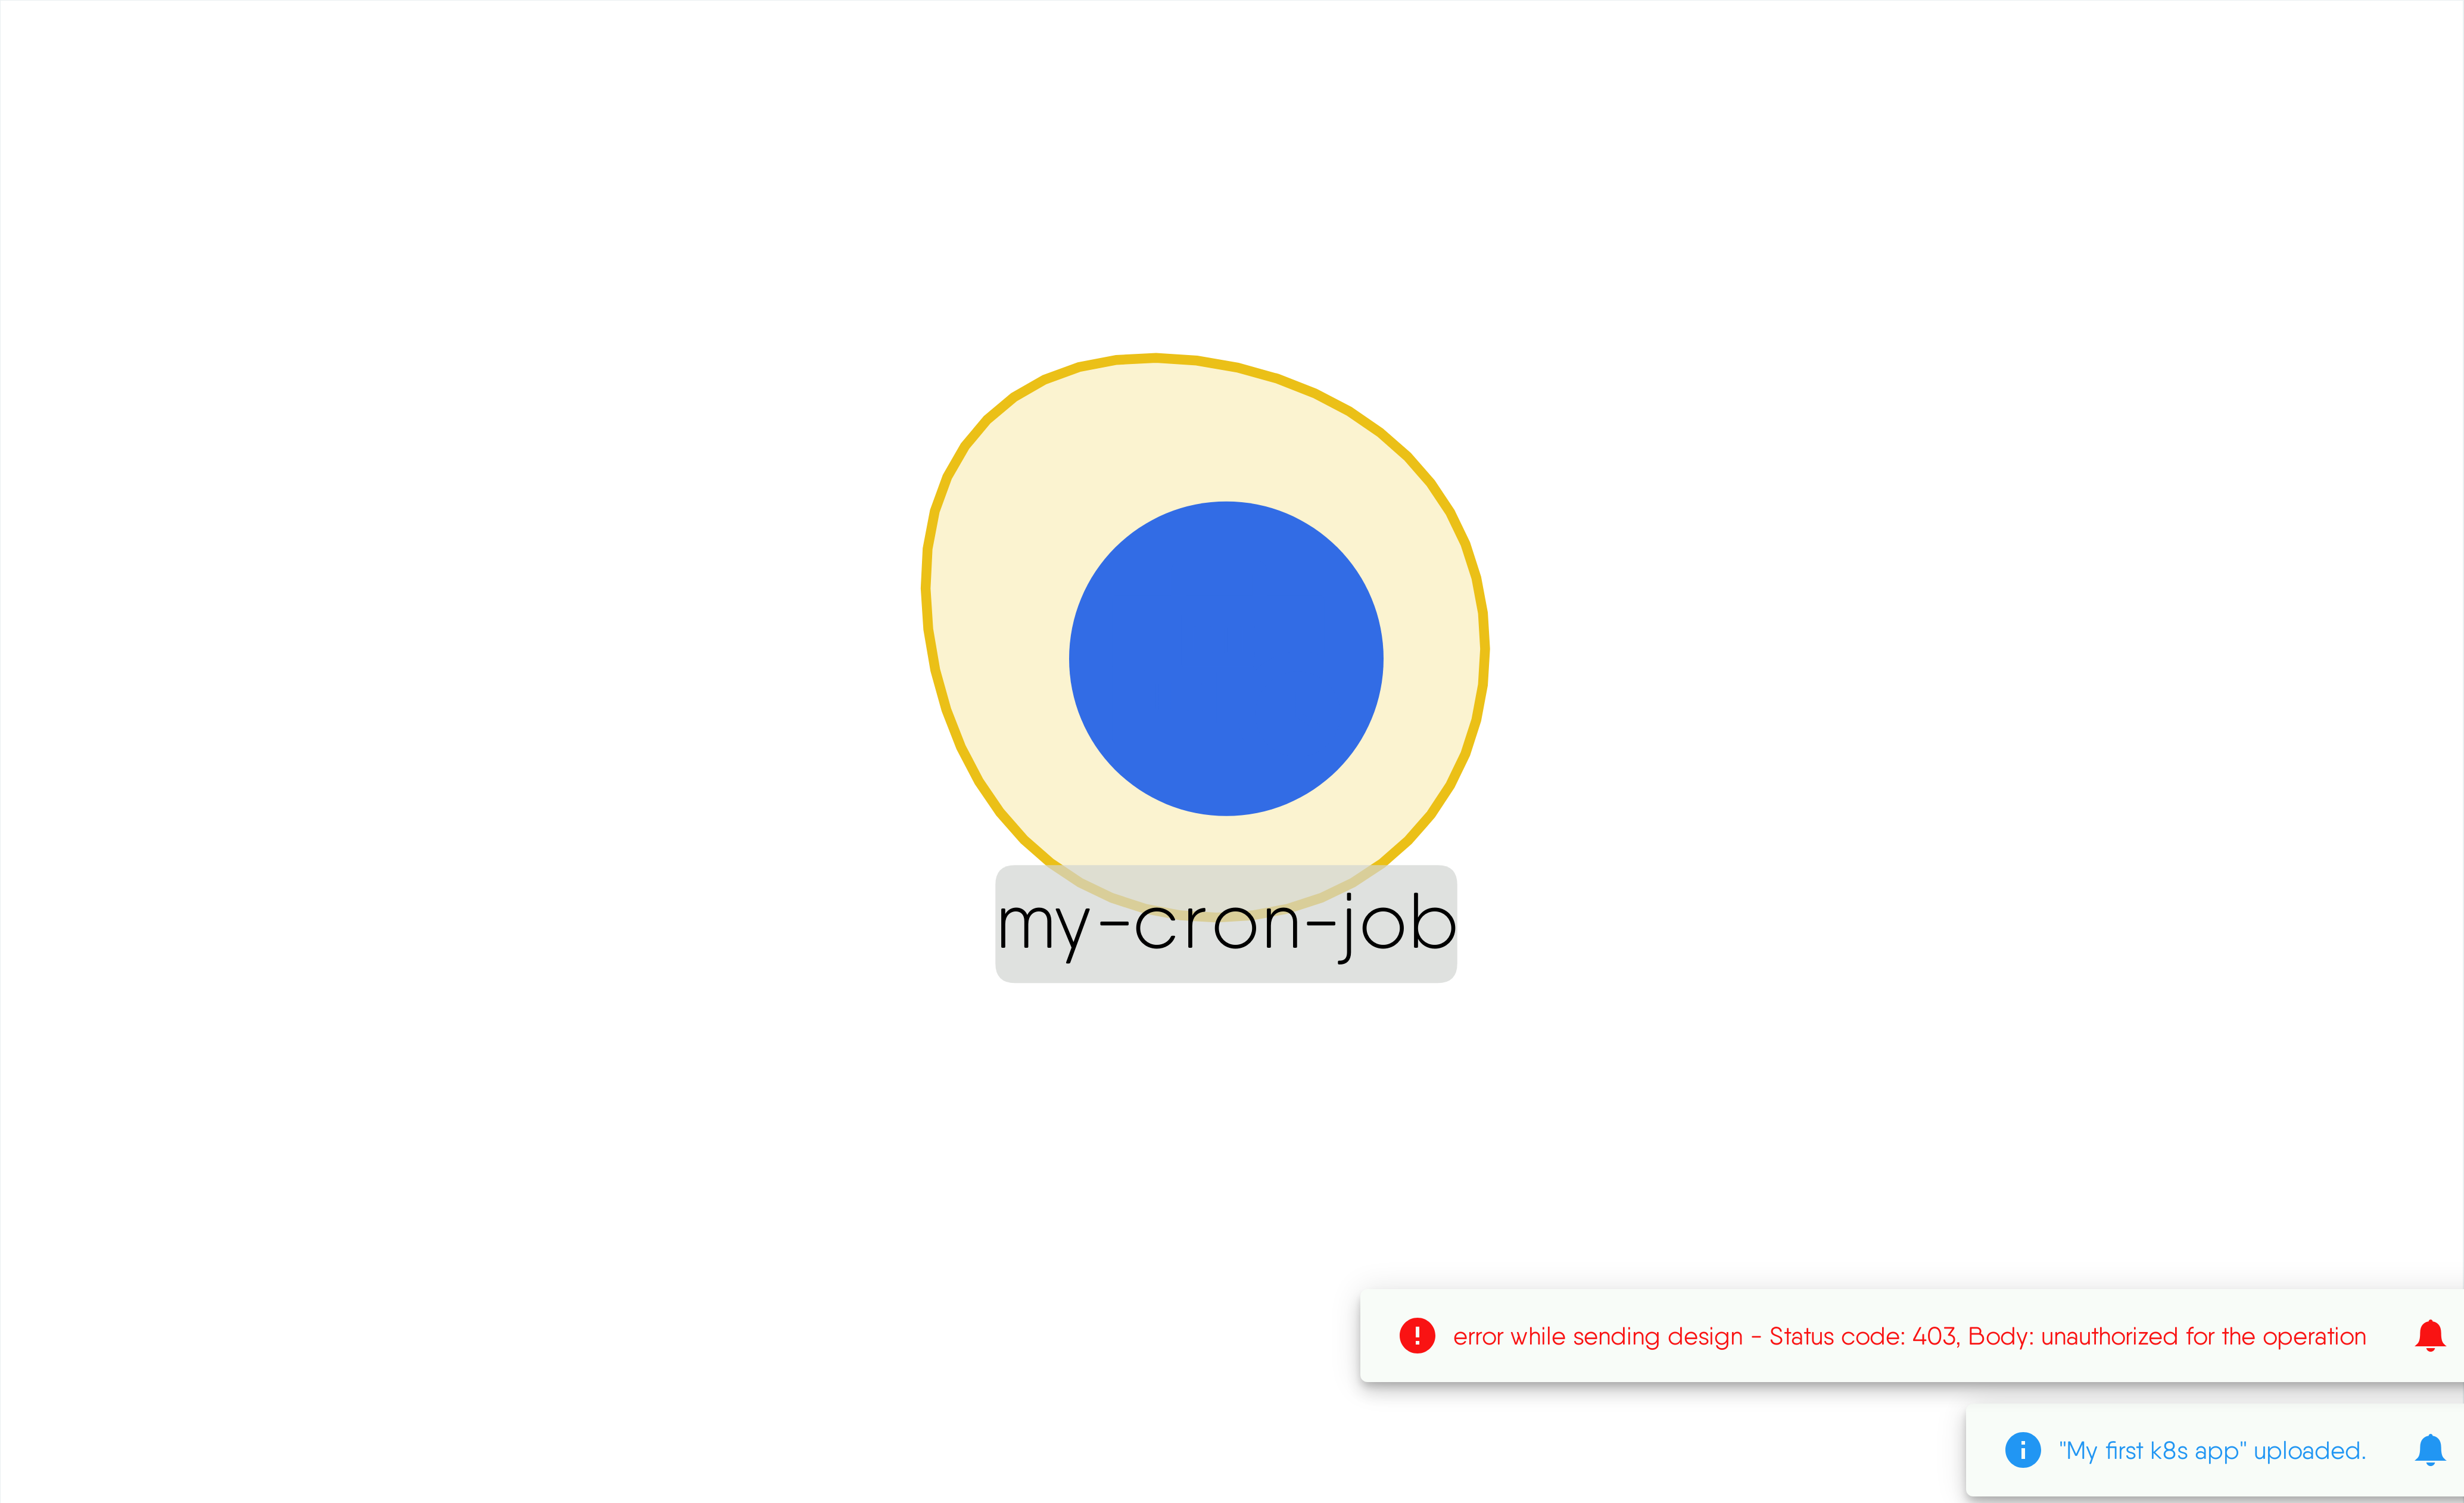 my-cron-job
error while sending design - Status code: 403, Body: unauthorized for the operation
"My first k8s app" uploaded.